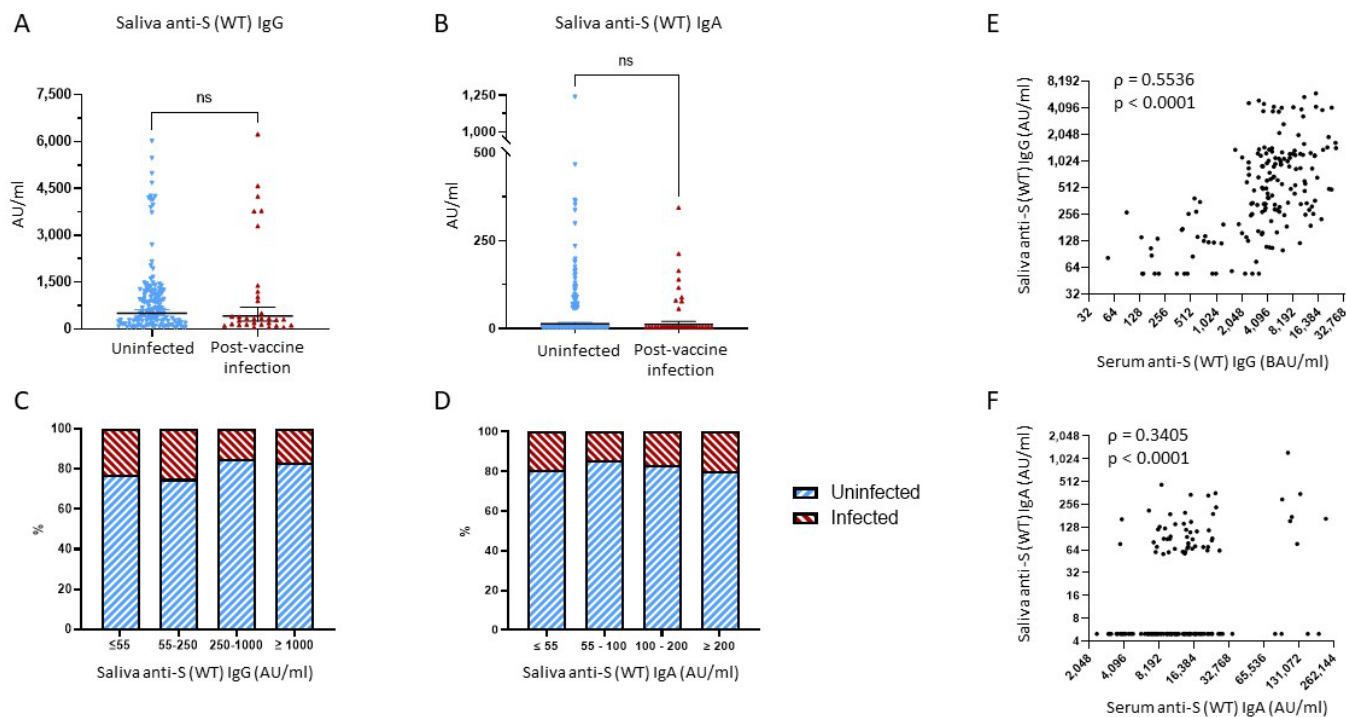 A
Saliva anti-S (WT) IgG
ns
7,500
6,000
4,500
3,000
1,500
0
AU/ml
Uninfected
Post-vaccine
infection
B
Saliva anti-S (WT) IgA
ns
1,250
1,000
500
250
0
AU/ml
Uninfected
Post-vaccine
infection
E
ρ = 0.5536
p < 0.0001
8,192
4,096
2,048
1,024
512
256
128
64
32
Saliva anti-S (WT) IgG (AU/ml)
32
64
128
256
512
1,024
2,048
4,096
8,192
16,384
32,768
Serum anti-S (WT) IgG (BAU/ml)
C
100
80
60
40
20
0
%
≤55
55-250
250-1000
≥ 1000
Saliva anti-S (WT) IgG (AU/ml)
D
100
80
60
40
20
0
%
≤ 55
55 - 100
100 - 200
≥ 200
Saliva anti-S (WT) IgA (AU/ml)
Uninfected
Infected
F
ρ = 0.3405
p < 0.0001
2,048
1,024
512
256
128
64
32
16
8
4
Saliva anti-S (WT) IgA (AU/ml)
2,048
4,096
8,192
16,384
32,768
65,536
131,072
262,144
Serum anti-S (WT) IgA (AU/ml)